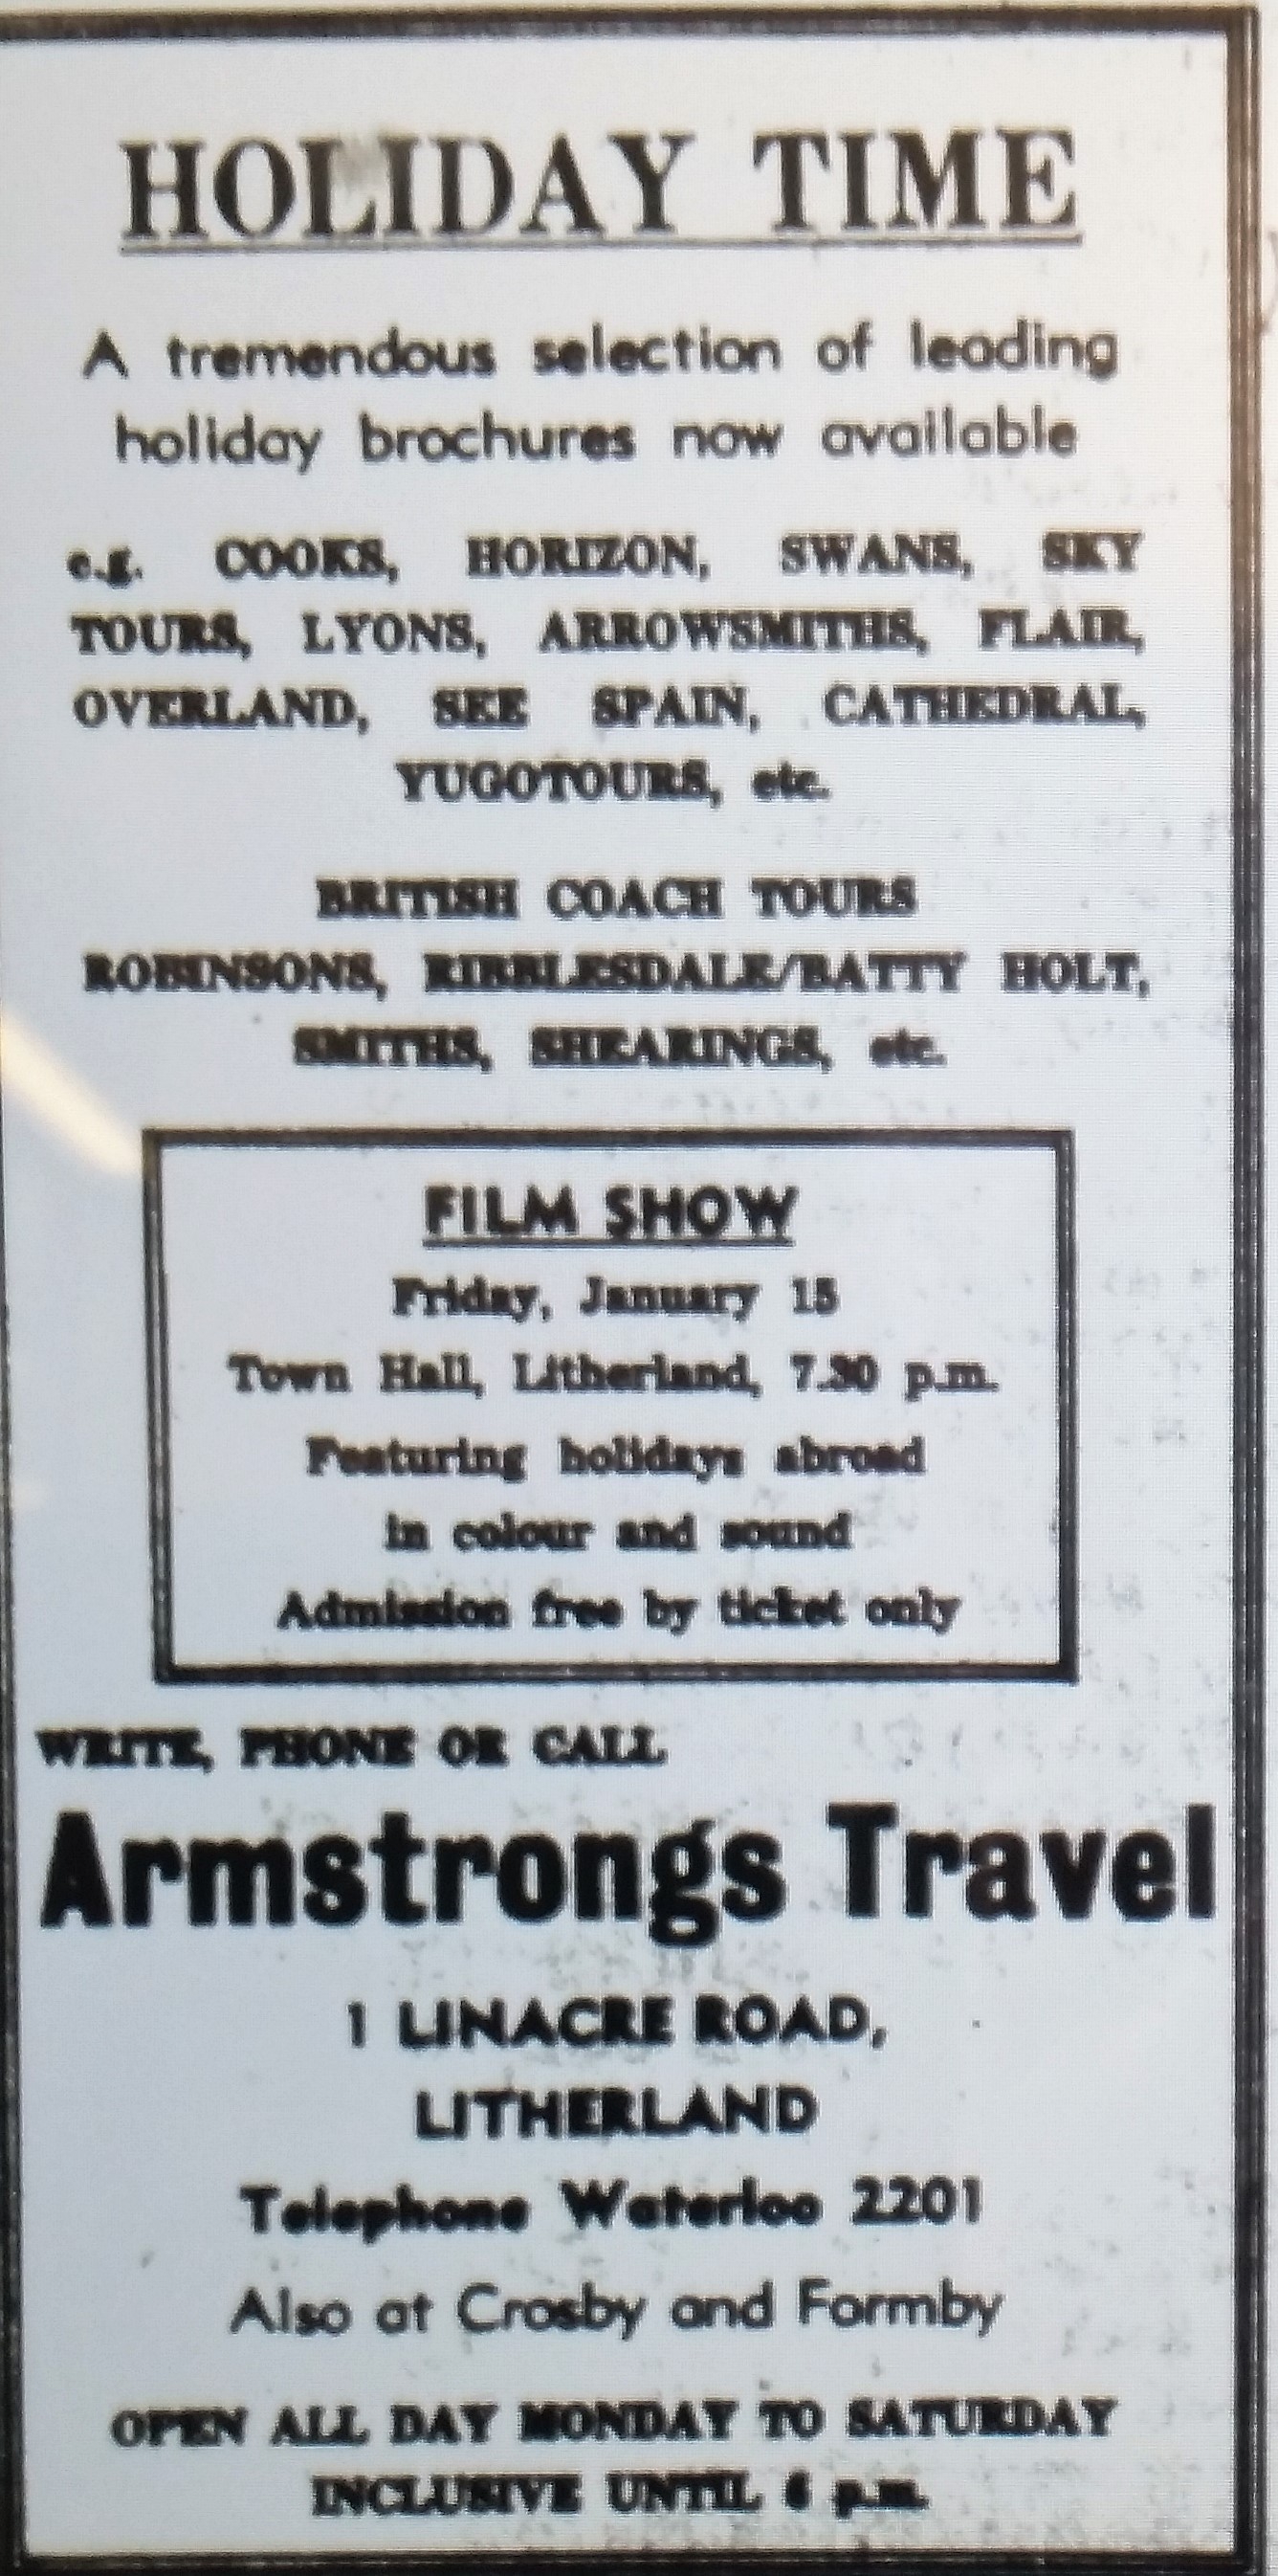 HOLIDAY TIME
A tremendous selection of leading
holiday brochures now available
e.g. COOKS, HORIZON, SWANS, SKY
TOURS, LYONS, ARROWSMITHS, FLAIR,
OVERLAND, SEE SPAIN, CATHEDRAL,
YUGOTOURS, etc.
BRITISH COACH TOURS
ROBINSONS, RIBBLESDALE/BATTY HOLT,
SMITHS, SHEARINGS, etc.
FILM SHOW
Friday, January 15
Town Hall, Litherland, 7.30 p.m.
Featuring holidays abroad
in colour and sound
Admission free by ticket only
WRITE, PHONE OR CALL
Armstrongs Travel
1 LINACRE ROAD,
LITHERLAND
Telephone Waterloo 2201
Also at Crosby and Formby
OPEN ALL DAY MONDAY TO SATURDAY
INCLUSIVE UNTIL 6 p.m.